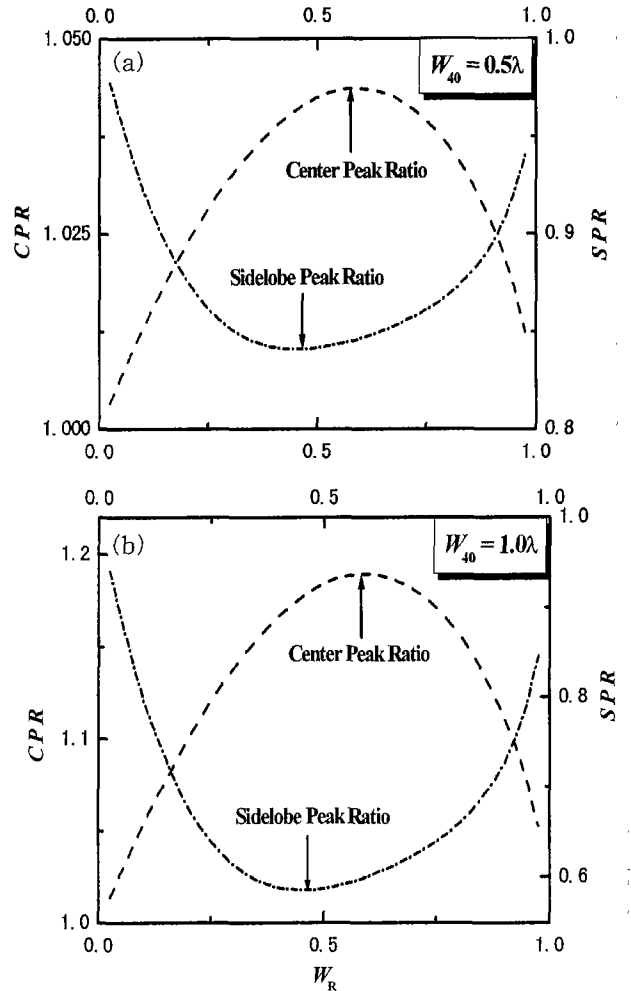 0.0 0.5 1.0
1.050 1.0
(a) W40 = 0.5λ
Center Peak Ratio
CPR 1.025 0.9 SPR
Sidelobe Peak Ratio
1.000 0.8
0.0 0.5 1.0
0.0 0.5 1.0
1.0
(b) W40 = 1.0λ
1.2
Center Peak Ratio
CPR 1.1 0.8 SPR
Sidelobe Peak Ratio
0.6
1.0
0.0 0.5 1.0
WR